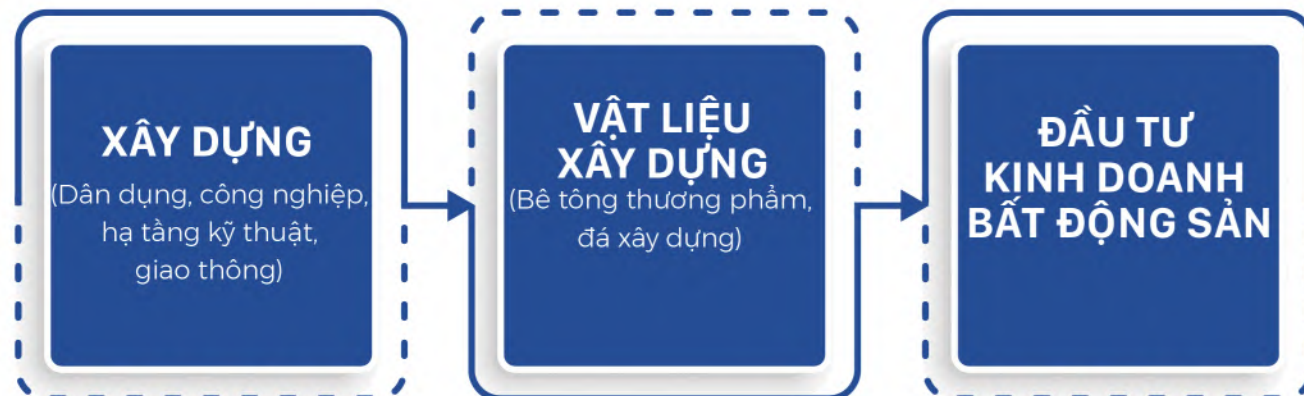 XÂY DỰNG
(Dân dụng, công nghiệp,
hạ tầng kỹ thuật,
giao thông)
VẬT LIỆU
XÂY DỰNG
(Bê tông thương phẩm,
đá xây dựng)
ĐẦU TƯ
KINH DOANH
BẤT ĐỘNG SẢN